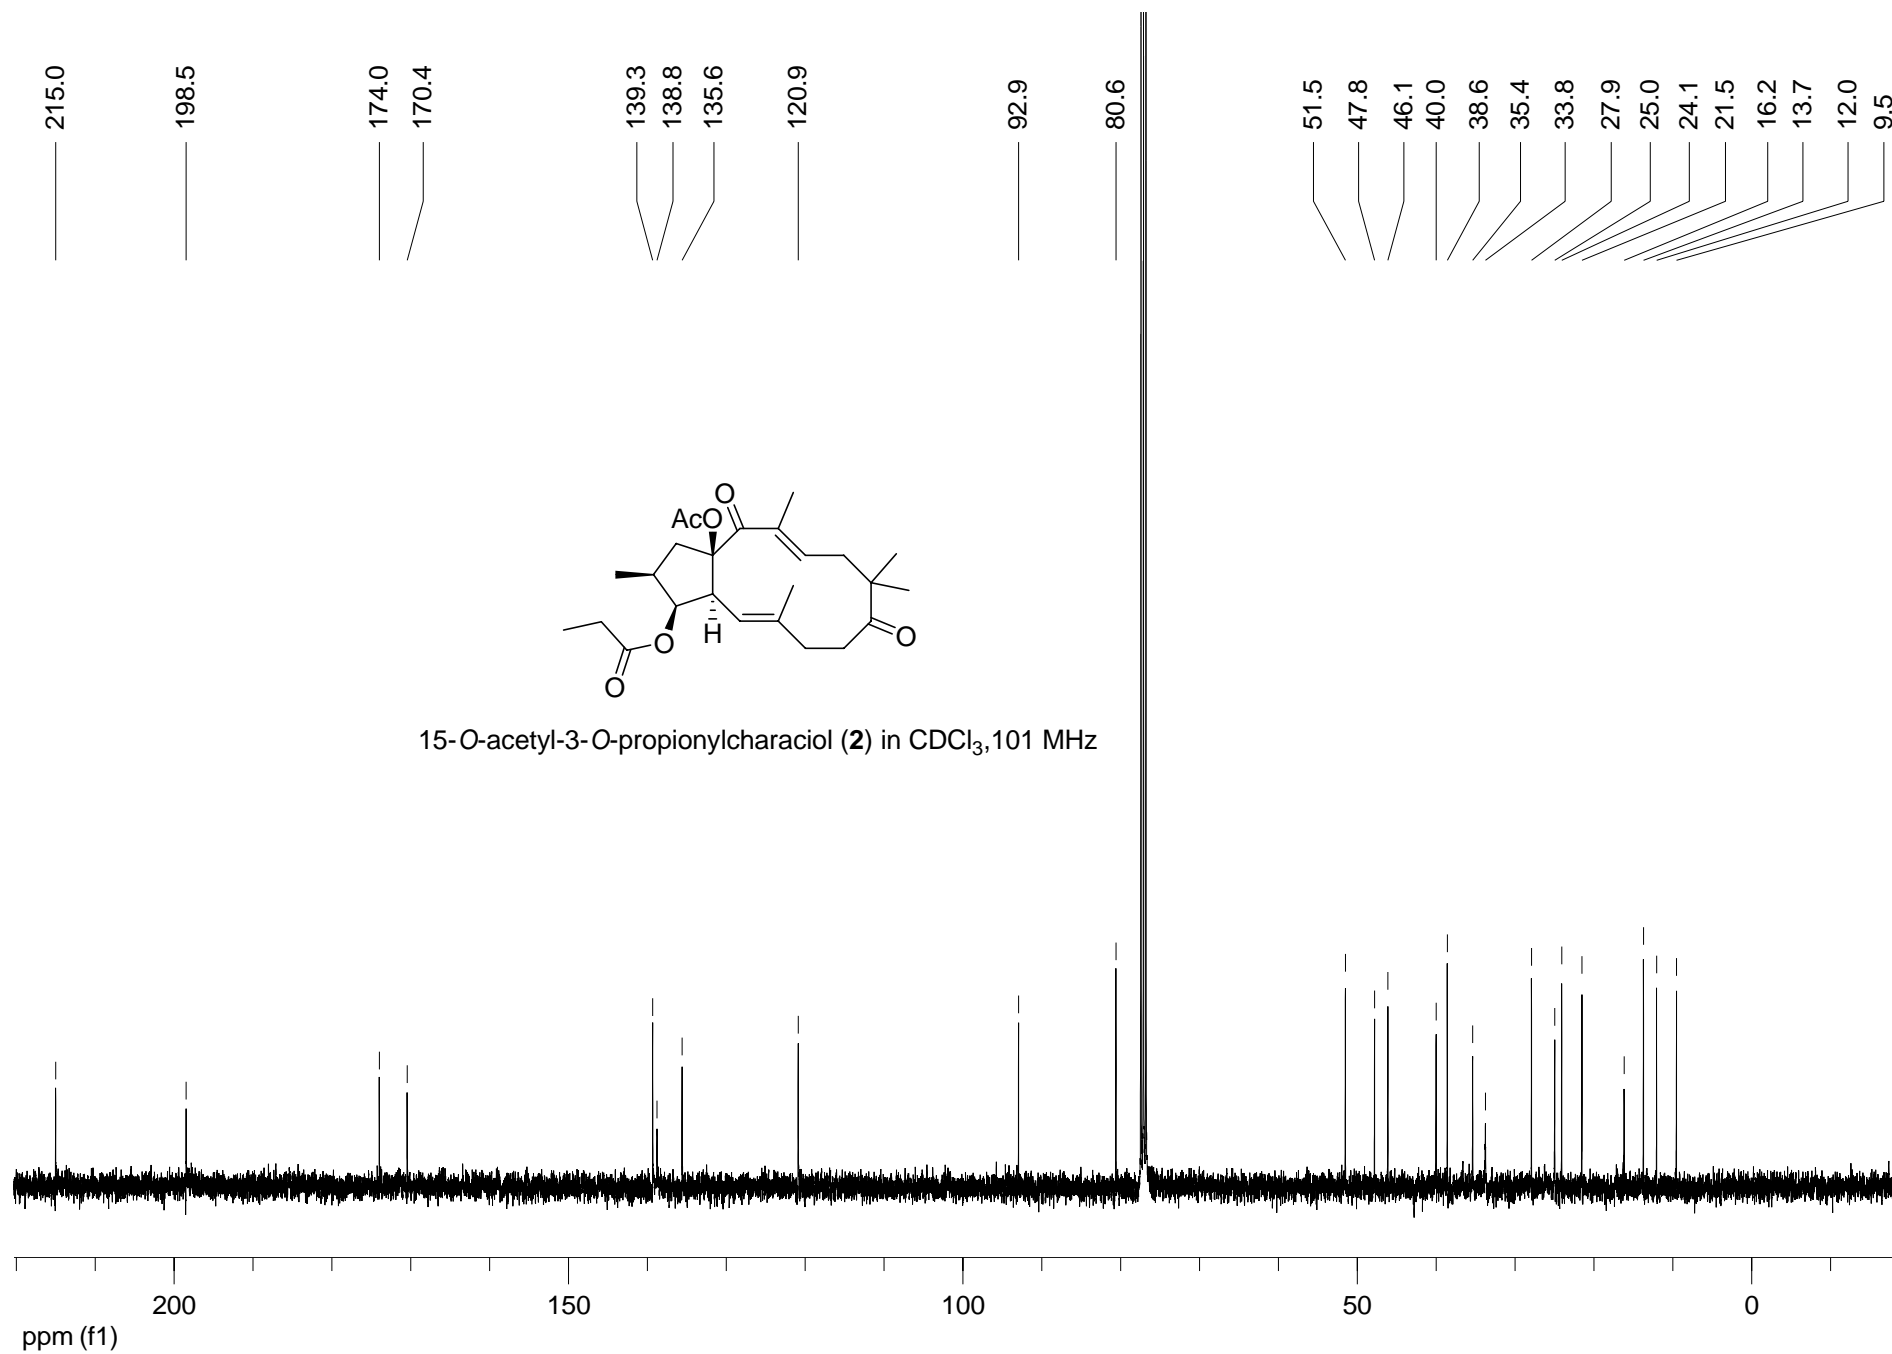 215.0
198.5
174.0
170.4
139.3
138.8
135.6
120.9
92.9
80.6
51.5
47.8
46.1
40.0
38.6
35.4
33.8
27.9
25.0
24.1
21.5
16.2
13.7
12.0
9.5
O
AcO
H
O
O
O
15-O-acetyl-3-O-propionylcharaciol (2) in CDCl3,101 MHz
200 150 100 50 0
ppm (f1)